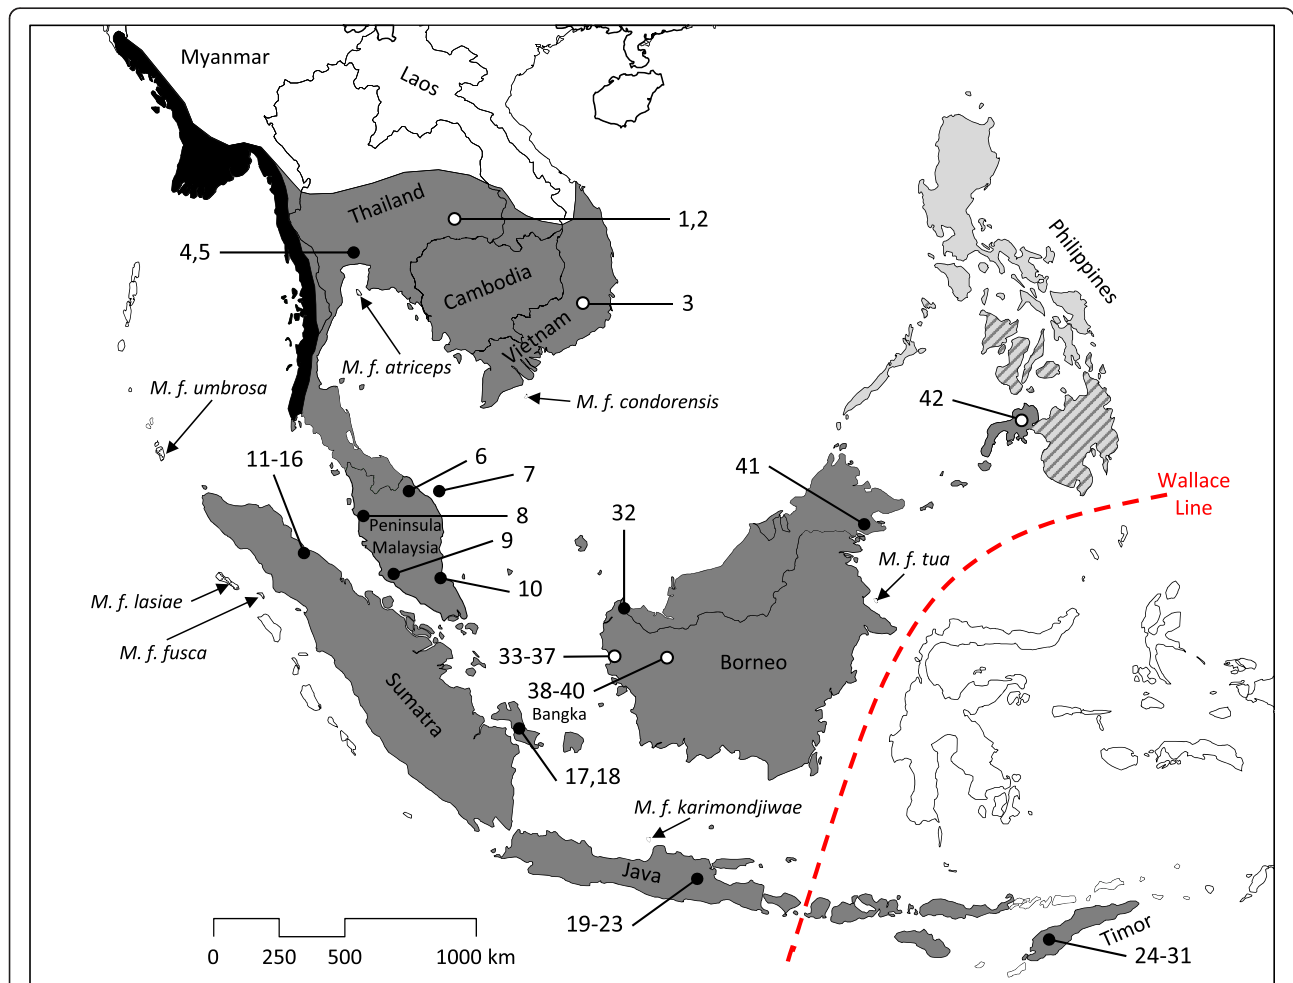 Myanmar
Laos
Thailand
1,2
4,5
Philippines
Cambodia
3
Vietnam
M. f. atriceps
M. f. umbrosa
M. f. condorensis
42
11-16
6
7
41
Wallace
Line
8
32
Peninsula
Malaysia
9
M. f. tua
10
M. f. lasiae
M. f. fusca
33-37
Borneo
38-40
Sumatra
Bangka
17,18
M. f. karimondjiwae
Java
19-23
Timor
24-31
0 250 500 1000 km